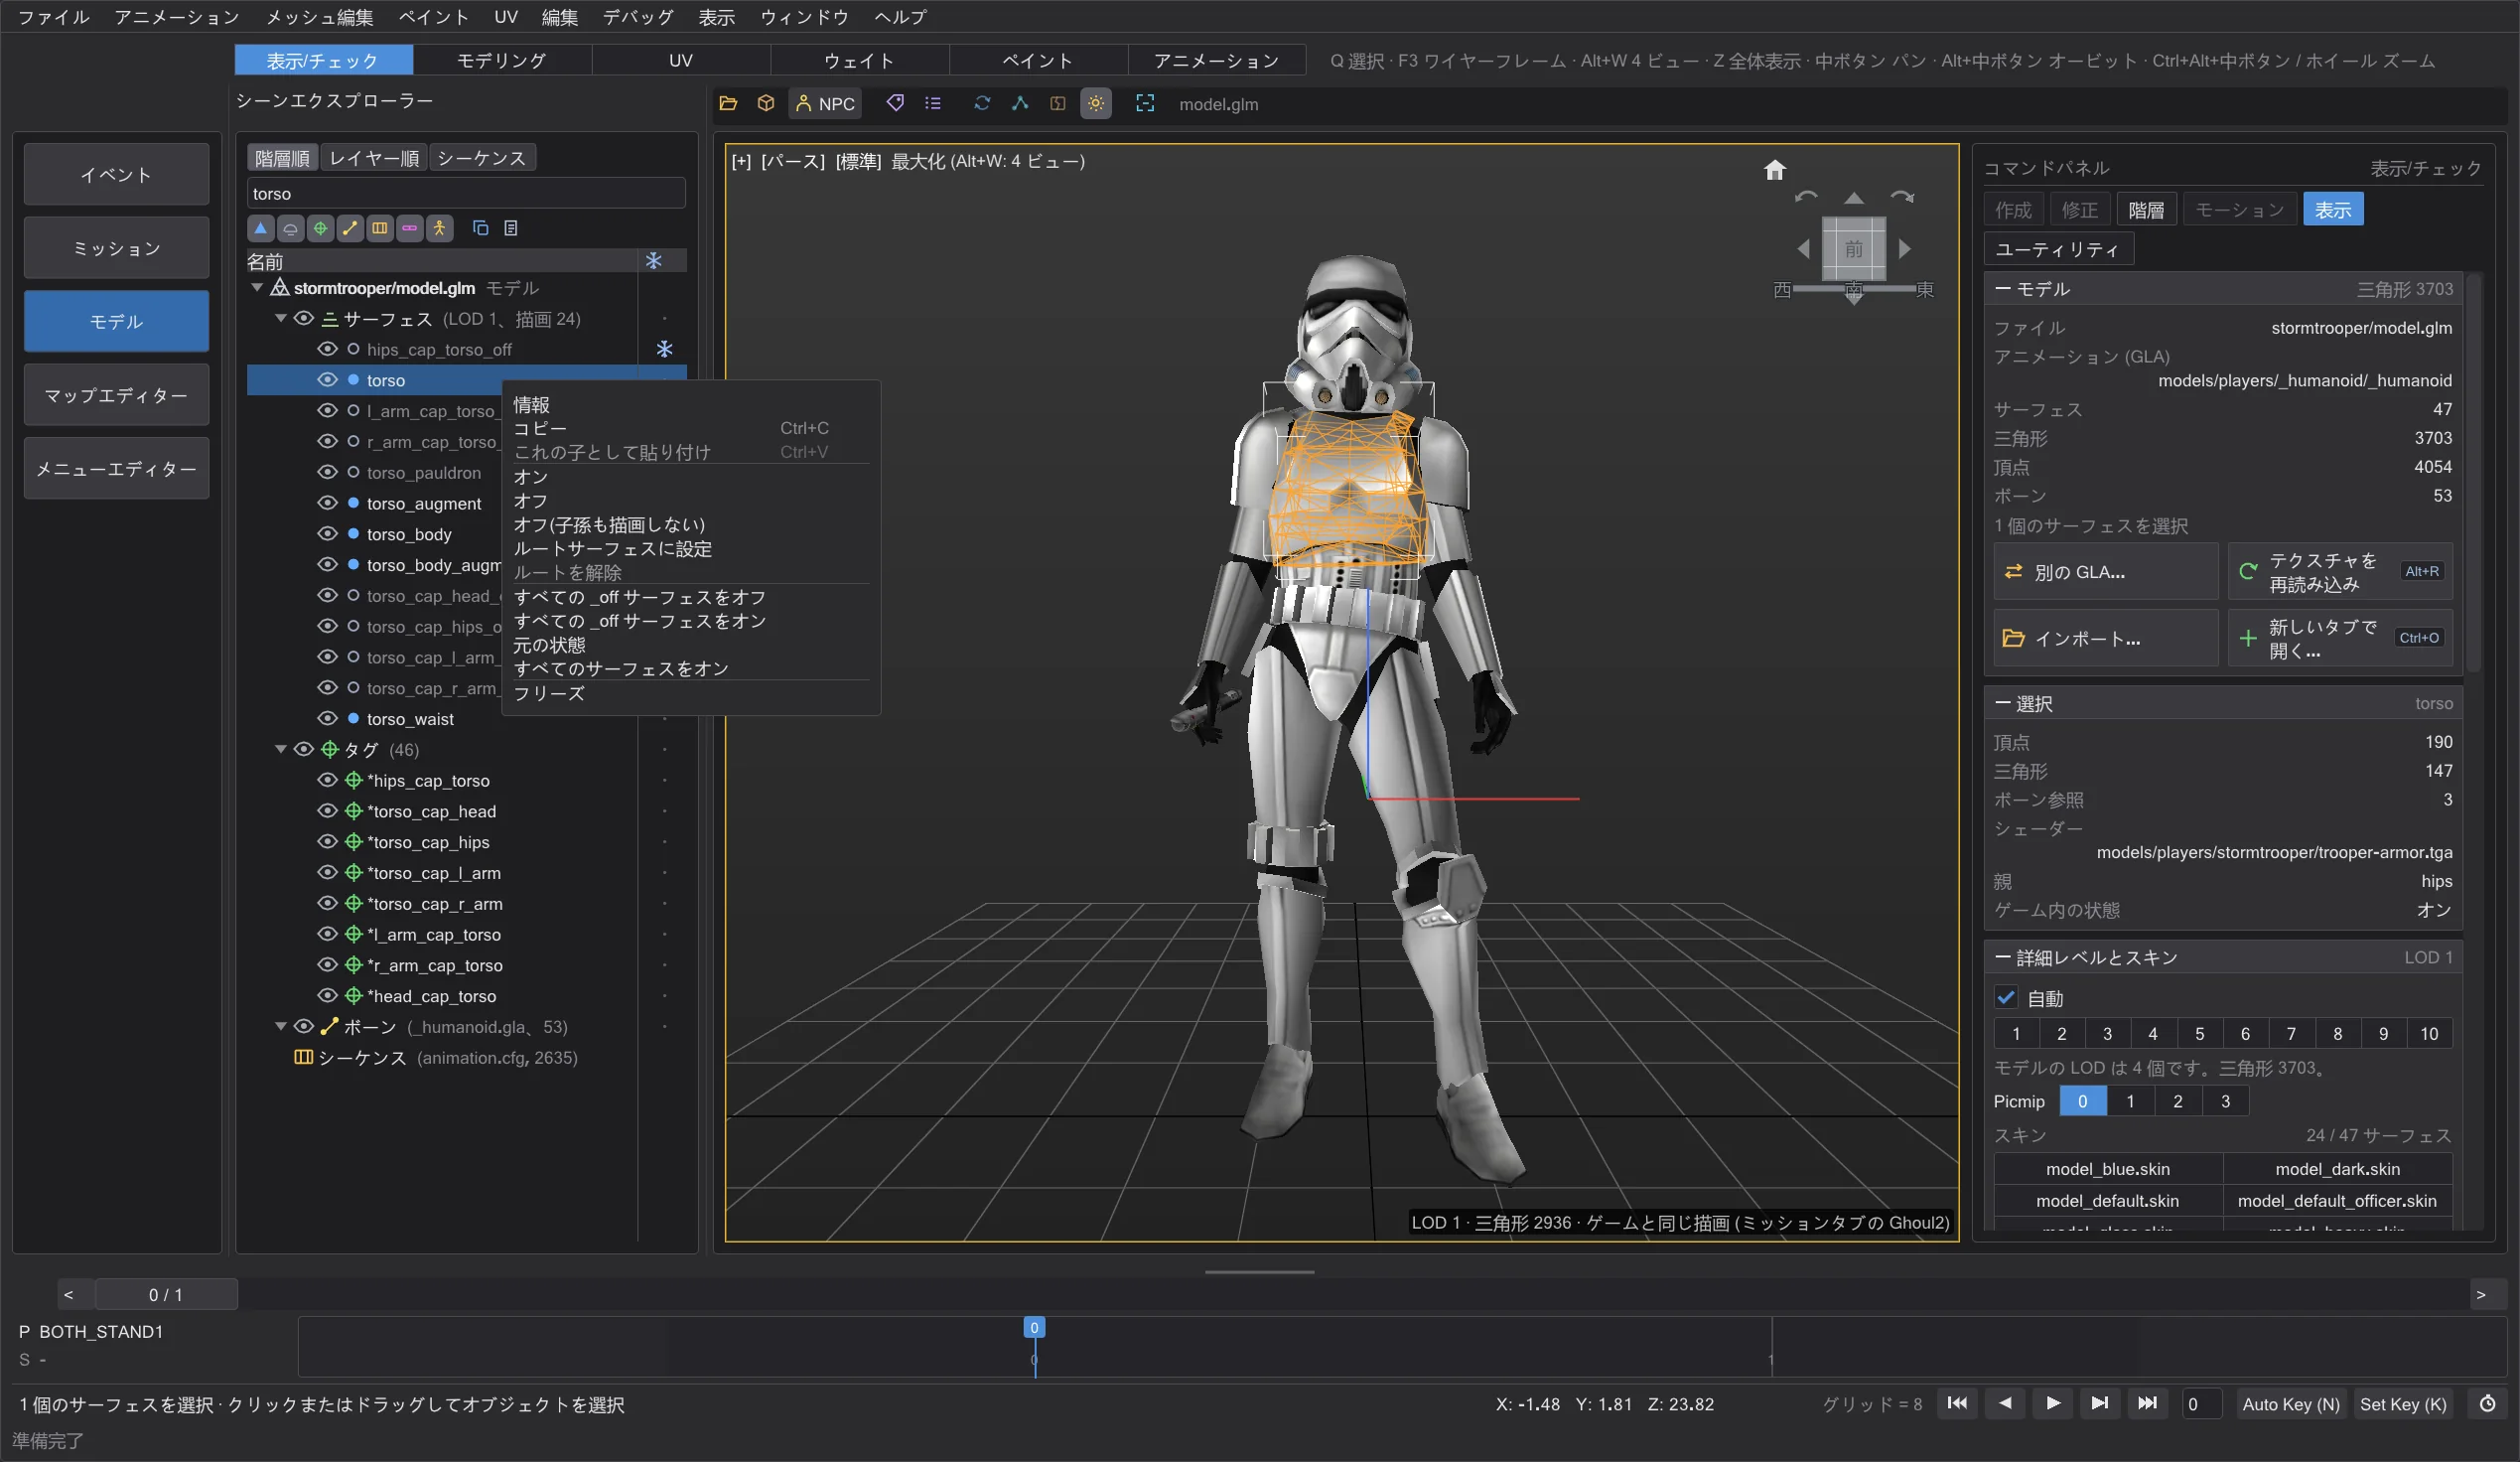 ファイル アニメーション メッシュ編集 ペイント UV 編集 デバッグ 表示 ウィンドウ ヘルプ
表示/チェック モデリング UV ウェイト ペイント アニメーション Q 選択 · F3 ワイヤーフレーム · Alt+W 4 ビュー · Z 全体表示 · 中ボタン パン · Alt+中ボタン オービット · Ctrl+Alt+中ボタン / ホイール ズーム
シーンエクスプローラー
NPC model.glm
イベント
ミッション
モデル
マップエディター
メニューエディター
階層順 レイヤー順 シーケンス
torso
名前
stormtrooper/model.glm モデル
サーフェス (LOD 1、描画 24)
hips_cap_torso_off
torso
l_arm_cap_torso_
r_arm_cap_torso_
torso_pauldron
torso_augment
torso_body
torso_body_augm
torso_cap_head_
torso_cap_hips_o
torso_cap_l_arm_
torso_cap_r_arm_
torso_waist
タグ (46)
*hips_cap_torso
*torso_cap_head
*torso_cap_hips
*torso_cap_l_arm
*torso_cap_r_arm
*l_arm_cap_torso
*r_arm_cap_torso
*head_cap_torso
ボーン (_humanoid.gla、53)
シーケンス (animation.cfg, 2635)
情報
コピー Ctrl+C
これの子として貼り付け Ctrl+V
オン
オフ
オフ(子孫も描画しない)
ルートサーフェスに設定
ルートを解除
すべての _off サーフェスをオフ
すべての _off サーフェスをオン
元の状態
すべてのサーフェスをオン
フリーズ
[+] [パース] [標準] 最大化 (Alt+W: 4 ビュー)
前
西 南 東
LOD 1 · 三角形 2936 · ゲームと同じ描画 (ミッションタブの Ghoul2)
コマンドパネル 表示/チェック
作成 修正 階層 モーション 表示
ユーティリティ
モデル 三角形 3703
ファイル stormtrooper/model.glm
アニメーション (GLA)
models/players/_humanoid/_humanoid
サーフェス 47
三角形 3703
頂点 4054
ボーン 53
1 個のサーフェスを選択
別の GLA...
テクスチャを
再読み込み Alt+R
インポート...
新しいタブで
開く... Ctrl+O
選択 torso
頂点 190
三角形 147
ボーン参照 3
シェーダー
models/players/stormtrooper/trooper-armor.tga
親 hips
ゲーム内の状態 オン
詳細レベルとスキン LOD 1
自動
1 2 3 4 5 6 7 8 9 10
モデルの LOD は 4 個です。三角形 3703。
Picmip 0 1 2 3
スキン 24 / 47 サーフェス
model_blue.skin model_dark.skin
model_default.skin model_default_officer.skin
< 0 / 1 >
P BOTH_STAND1
S -
0
0 1
1 個のサーフェスを選択 · クリックまたはドラッグしてオブジェクトを選択
X: -1.48 Y: 1.81 Z: 23.82 グリッド = 8 0 Auto Key (N) Set Key (K)
準備完了